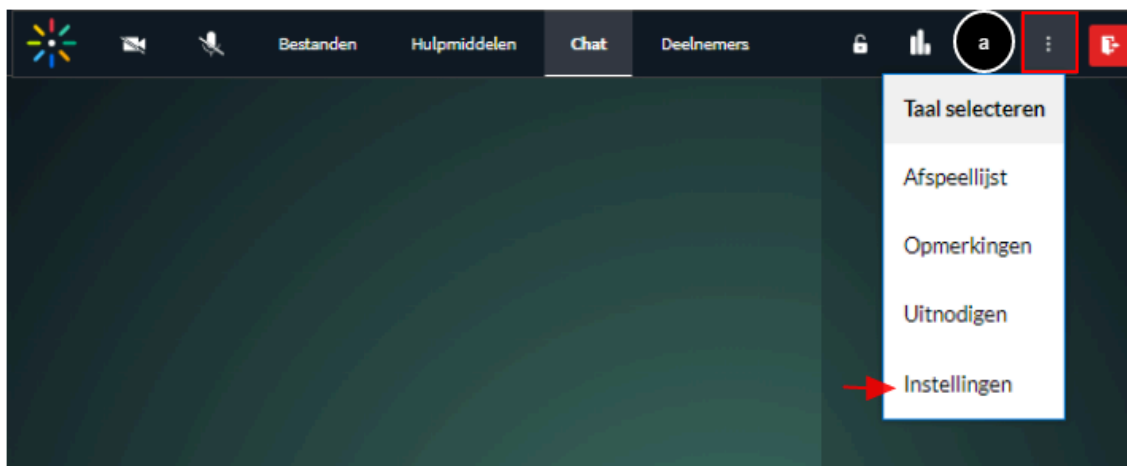 Bestanden Hulpmiddelen Chat Deelnemers a
Taal selecteren
Afspeellijst
Opmerkingen
Uitnodigen
Instellingen